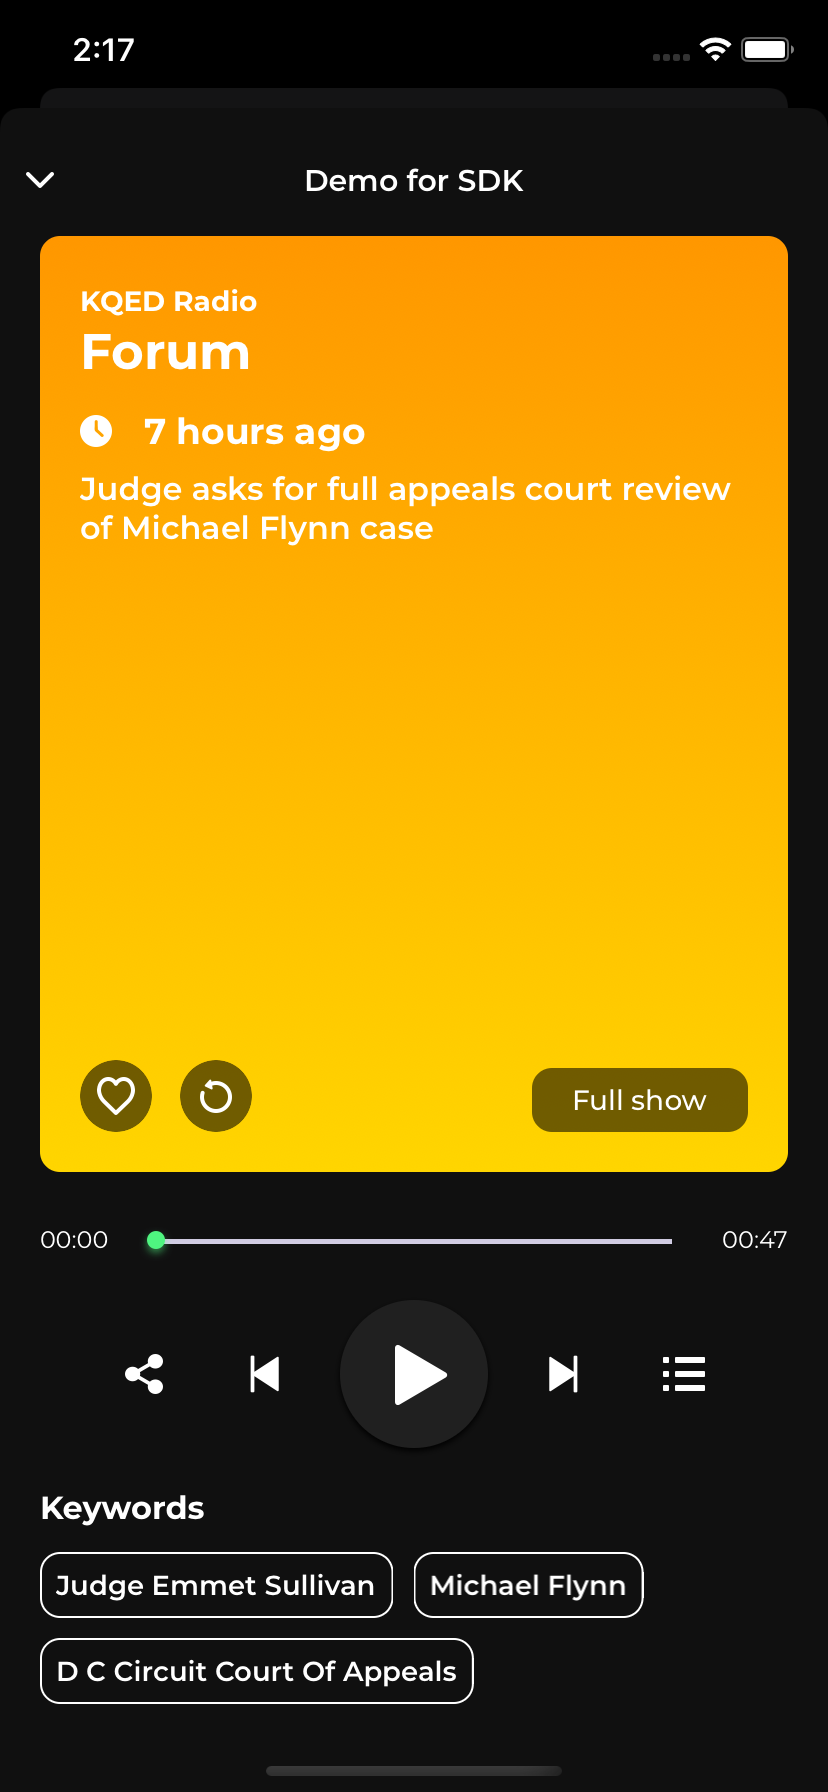 2:17
Demo for SDK
KQED Radio
Forum
7 hours ago
Judge asks for full appeals court review
of Michael Flynn case
Full show
00:00
00:47
Keywords
Judge Emmet Sullivan
Michael Flynn
D C Circuit Court Of Appeals